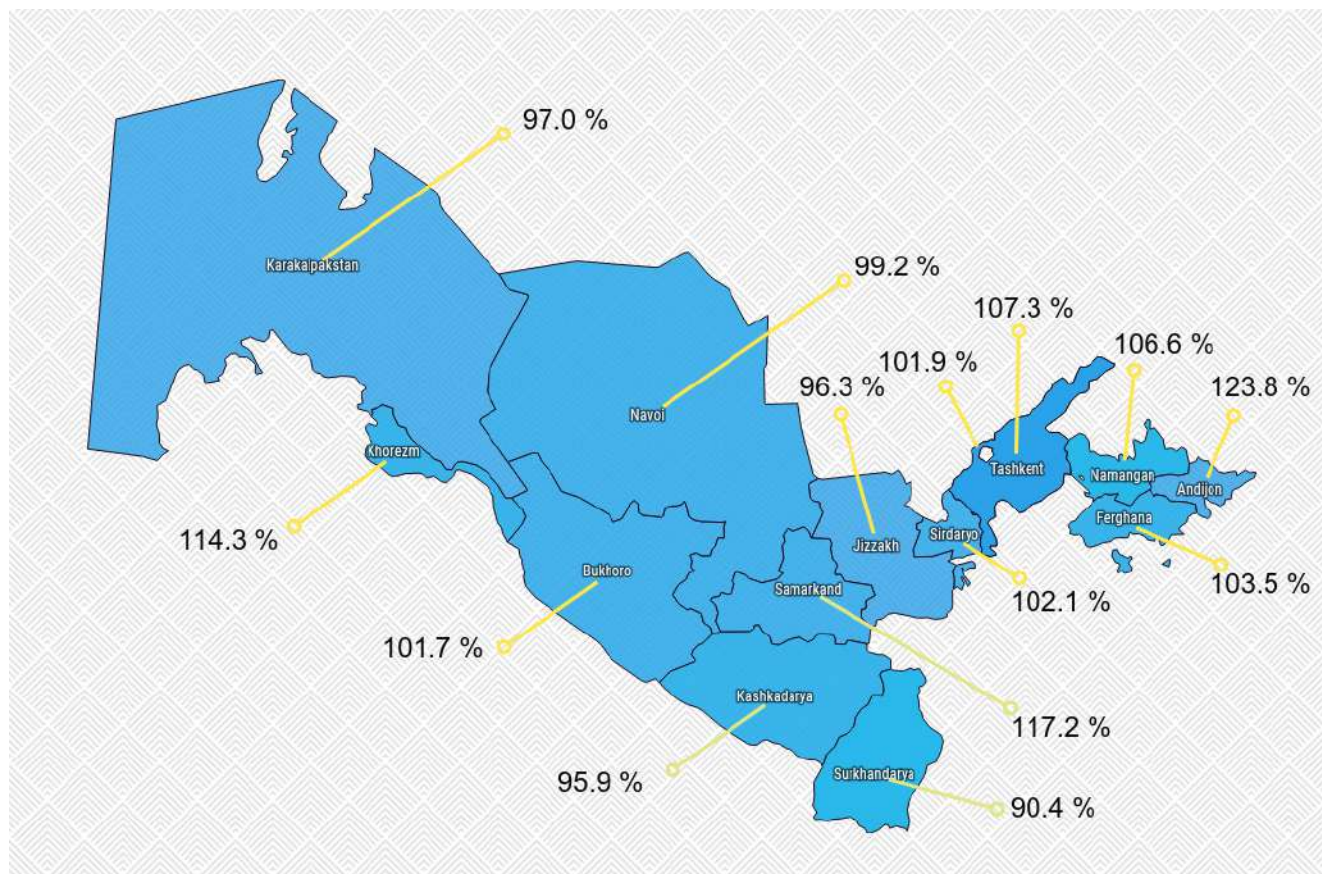 97.0 %
Karakalpakstan
99.2 %
107.3 %
101.9 %
106.6 %
96.3 %
123.8 %
Navoi
Khorezm
Tashkent
Namangan
Andijon
Ferghana
114.3 %
Jizzakh
Sirdaryo
Bukhoro
Samarkand
103.5 %
102.1 %
101.7 %
Kashkadarya
117.2 %
95.9 %
Surkhandarya
90.4 %